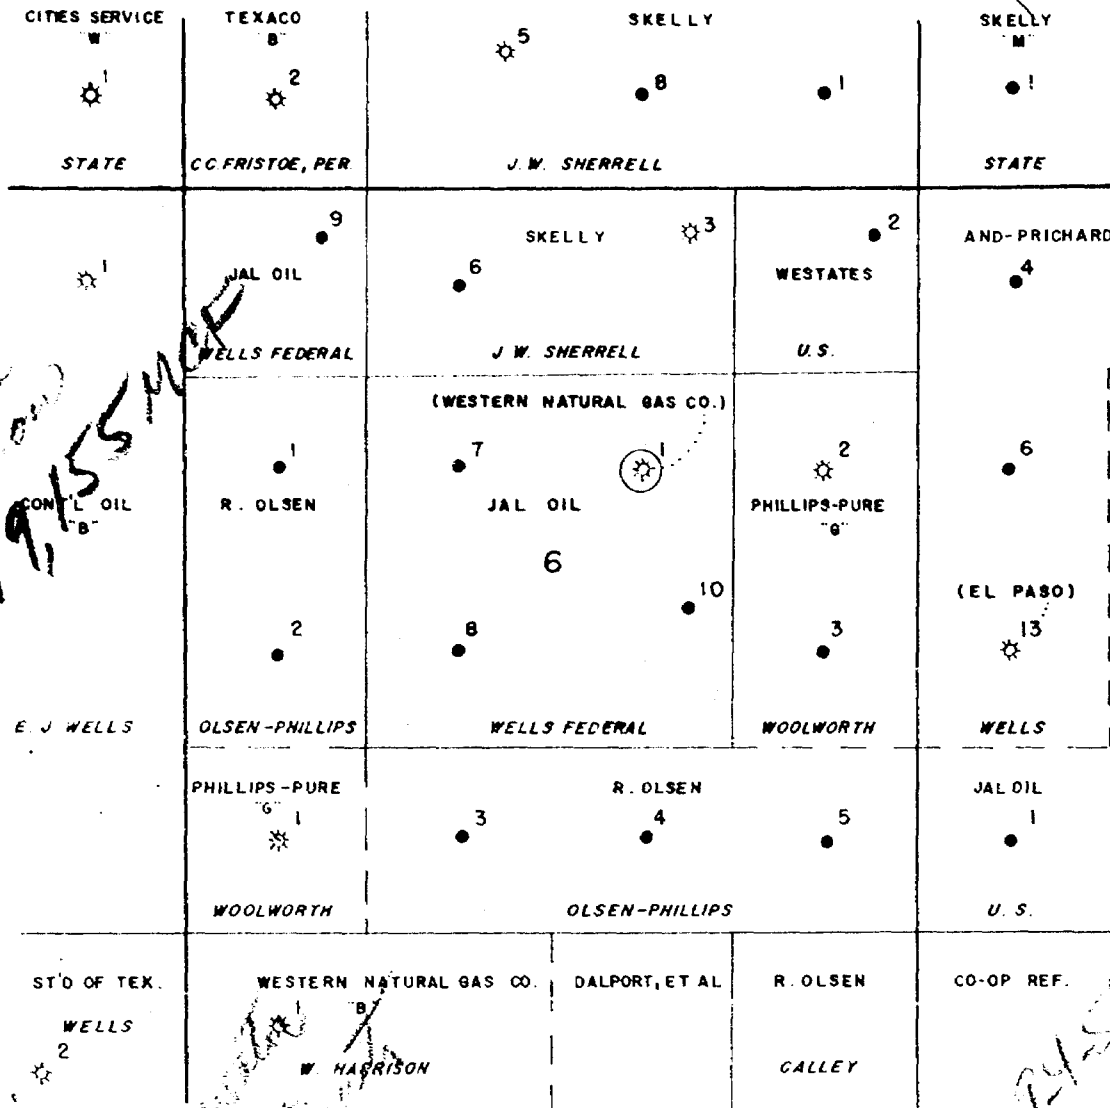 CITIES SERVICE TEXACO SKELLY SKELLY
"W" "B" "M"
5
1 2 8 1 1
STATE C.C. FRISTOE, PER. J.W. SHERRELL STATE
9 3 2
SKELLY AND-PRICHARD
1 JAL OIL 6 WESTATES 4
WELLS FEDERAL J.W. SHERRELL U.S.
(WESTERN NATURAL GAS CO.)
1 7 1 2 6
CONT'L OIL R. OLSEN JAL OIL PHILLIPS-PURE
"B" "G"
6
10 (EL PASO)
2 8 3 13
E. J. WELLS OLSEN-PHILLIPS WELLS FEDERAL WOOLWORTH WELLS
PHILLIPS-PURE R. OLSEN JAL OIL
"G"
1 3 4 5 1
WOOLWORTH OLSEN-PHILLIPS U.S.
ST'D OF TEX. WESTERN NATURAL GAS CO. DALPORT, ET AL R. OLSEN CO-OP REF.
1 "B"
WELLS
2 W. HARRISON CALLEY
9,155 MCF